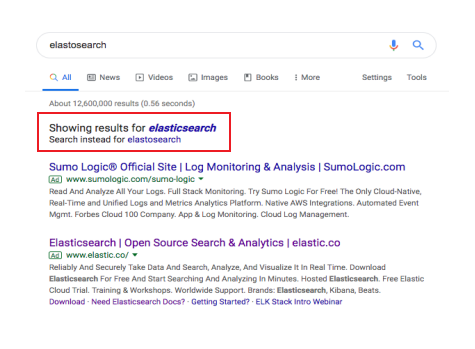 elastosearch
All News Videos Images Books More Settings Tools
About 12,600,000 results (0.56 seconds)
Showing results for elasticsearch
Search instead for elastosearch
Sumo Logic® Official Site | Log Monitoring & Analysis | SumoLogic.com
Ad www.sumologic.com/sumo-logic
Read And Analyze All Your Logs. Full Stack Monitoring. Try Sumo Logic For Free! The Only Cloud-Native,
Real-Time and Unified Logs and Metrics Analytics Platform. Native AWS Integrations. Automated Event
Mgmt. Forbes Cloud 100 Company. App & Log Monitoring. Cloud Log Management.
Elasticsearch | Open Source Search & Analytics | elastic.co
Ad www.elastic.co/
Reliably And Securely Take Data And Search, Analyze, And Visualize It In Real Time. Download
Elasticsearch For Free And Start Searching And Analyzing In Minutes. Hosted Elasticsearch. Free Elastic
Cloud Trial. Training & Workshops. Worldwide Support. Brands: Elasticsearch, Kibana, Beats.
Download · Need Elasticsearch Docs? · Getting Started? · ELK Stack Intro Webinar